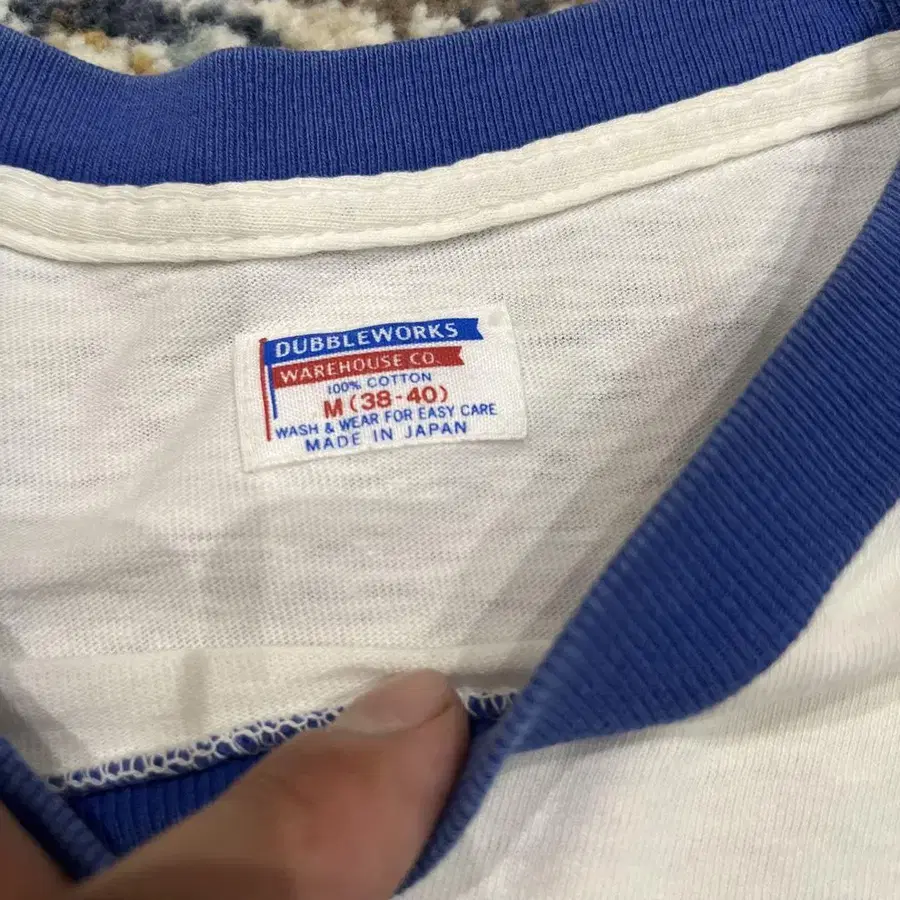 DUBBLEWORKS
WAREHOUSE CO.
100% COTTON
M (38-40)
WASH & WEAR FOR EASY CARE
MADE IN JAPAN